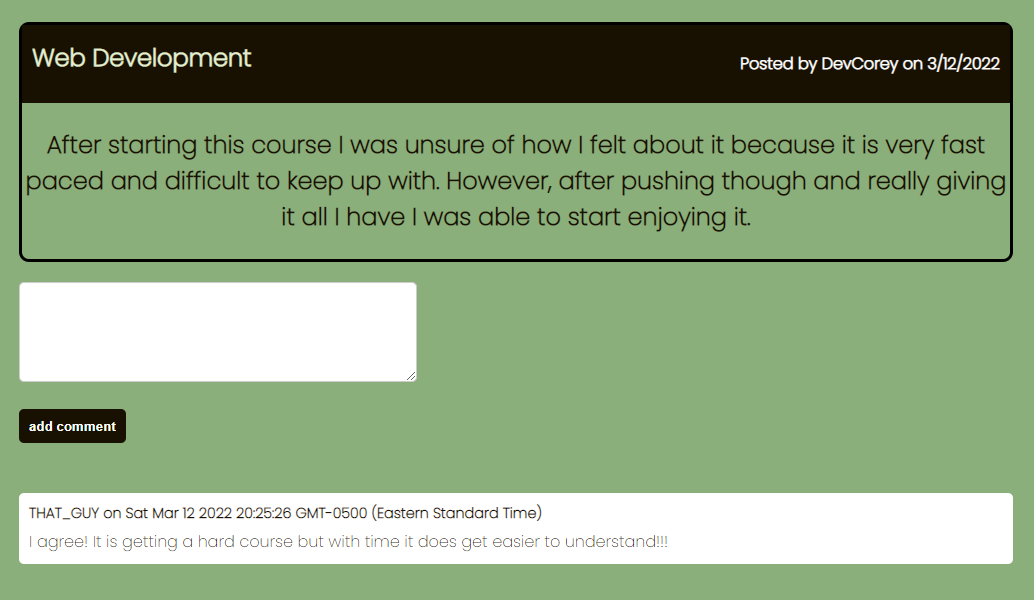 Web Development
Posted by DevCorey on 3/12/2022
After starting this course I was unsure of how I felt about it because it is very fast
paced and difficult to keep up with. However, after pushing though and really giving
it all I have I was able to start enjoying it.
add comment
THAT_GUY on Sat Mar 12 2022 20:25:26 GMT-0500 (Eastern Standard Time)
I agree! It is getting a hard course but with time it does get easier to understand!!!